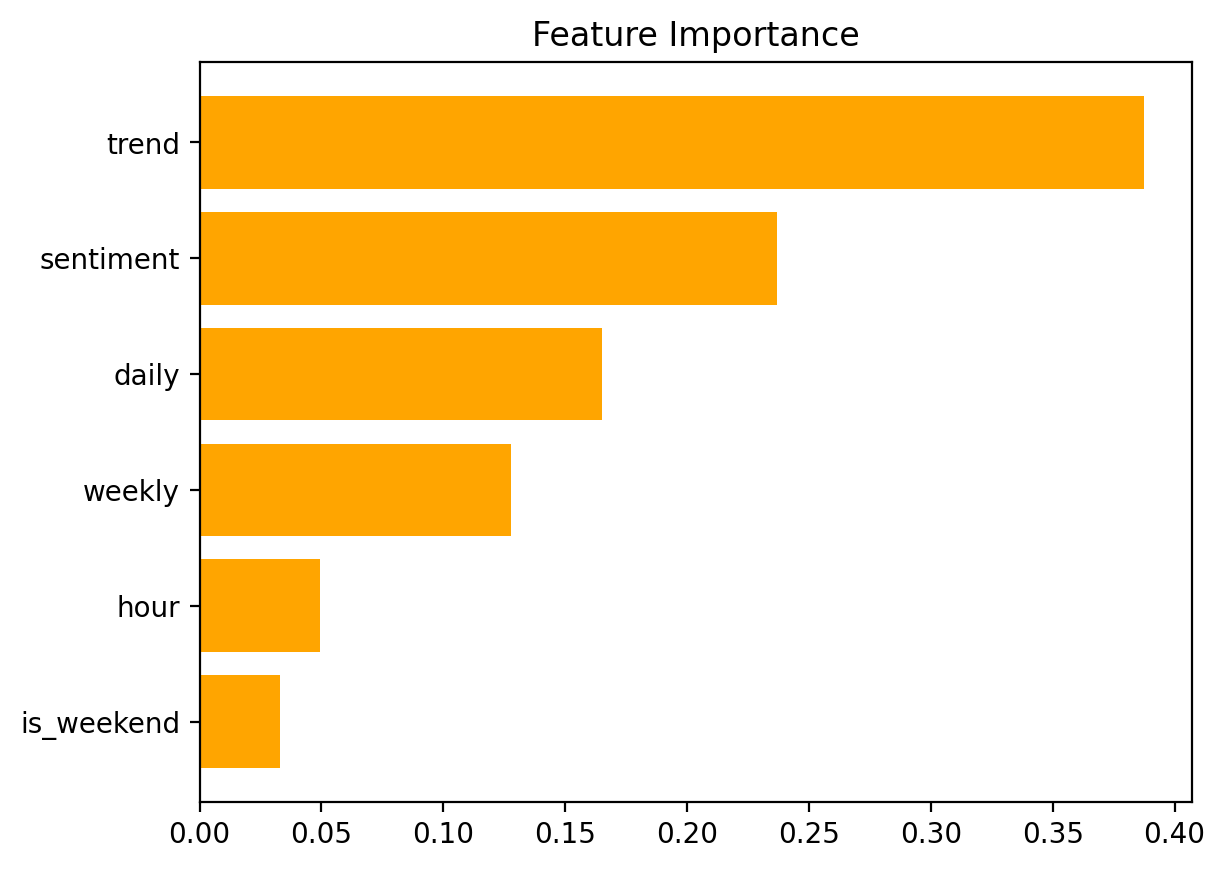 Feature Importance
trend
sentiment
daily
weekly
hour
is_weekend
0.00 0.05 0.10 0.15 0.20 0.25 0.30 0.35 0.40